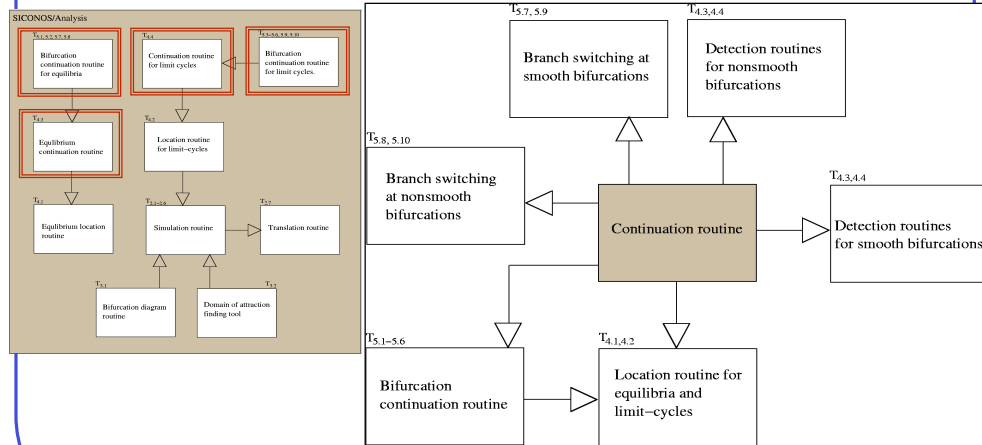 SICONOS/Analysis
T5.1, 5.2, 5.7, 5.8
Bifurcation
continuation routine
for equilibria
T4.4
Continuation routine
for limit cycles
T5.3-5.6, 5.9, 5.10
Bifurcation
continuation routine
for limit cycles.
T4.3
Equlibrium
continuation routine
T4.2
Location routine
for limit-cycles
T4.1
Equlibrium location
routine
T2.1-2.6
Simulation routine
T2.7
Translation routine
T3.1
Bifurcation diagram
routine
T3.2
Domain of attraction
finding tool
T5.7, 5.9
Branch switching at
smooth bifurcations
T4.3,4.4
Detection routines
for nonsmooth
bifurcations
T5.8, 5.10
Branch switching
at nonsmooth
bifurcations
Continuation routine
T4.3,4.4
Detection routines
for smooth bifurcations
T5.1-5.6
Bifurcation
continuation routine
T4.1,4.2
Location routine for
equilibria and
limit-cycles